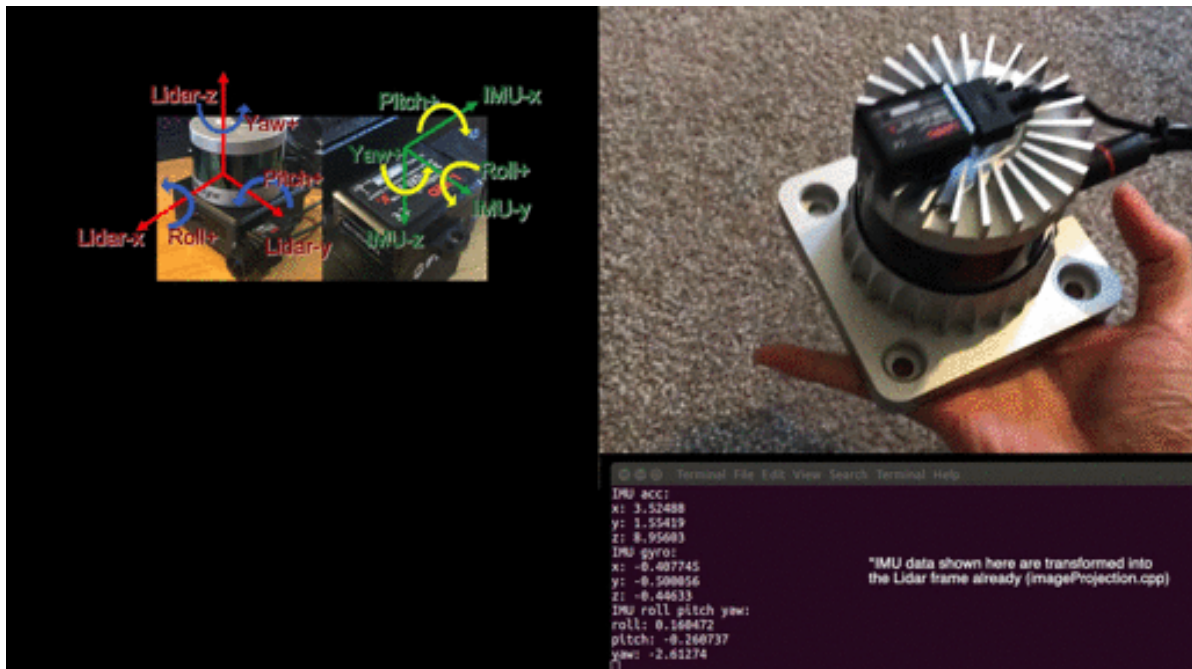 Lidar-z
Yaw+
Pitch+
Lidar-x
Roll+
Lidar-y
Pitch+
IMU-x
Yaw+
Roll+
IMU-y
IMU-z
Terminal File Edit View Search Terminal Help
IMU acc:
x: 3.52488
y: 1.55419
z: 8.95603
IMU gyro:
x: -0.407745
y: -0.500056
z: -0.44633
IMU roll pitch yaw:
roll: 0.160472
pitch: -0.260737
yaw: -2.61274
*IMU data shown here are transformed into
the Lidar frame already (imageProjection.cpp)